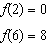 f(2) = 0
f(6) = 8